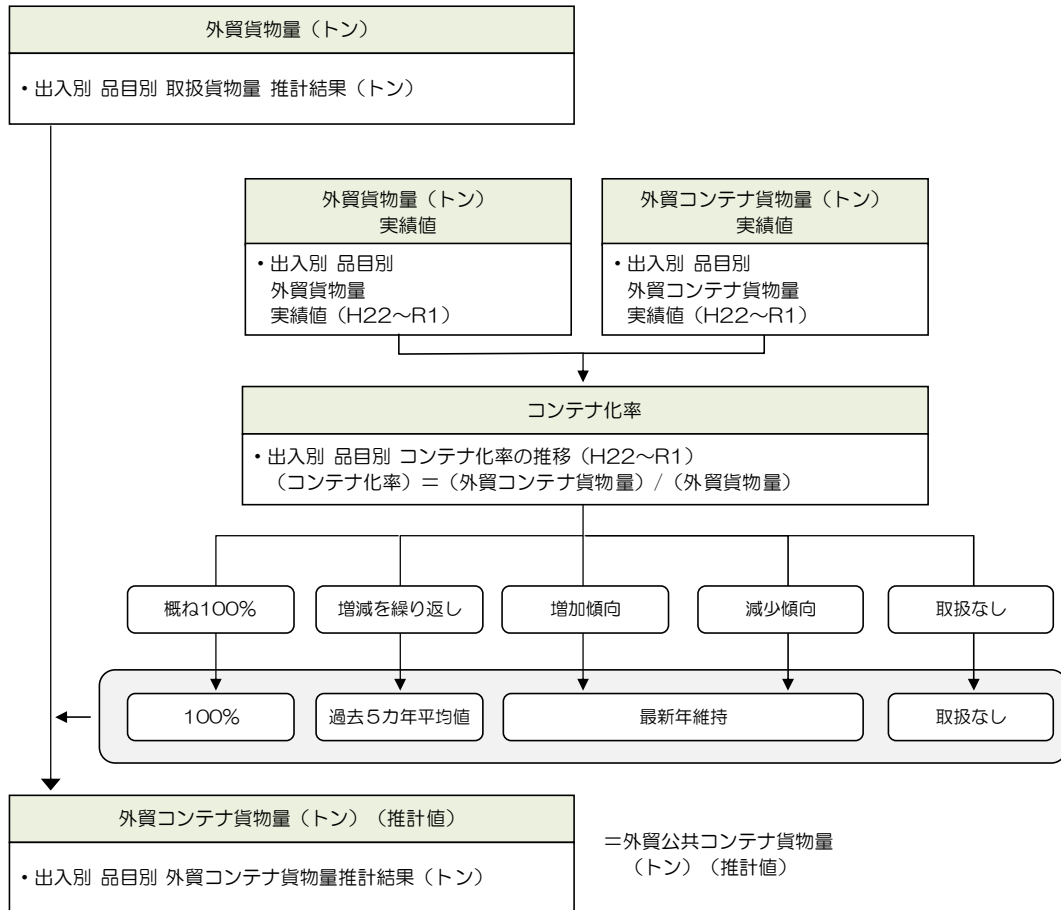 外貿貨物量（トン）
・出入別 品目別 取扱貨物量 推計結果（トン）
外貿貨物量（トン）
実績値
・出入別 品目別
外貿貨物量
実績値（H22～R1）
外貿コンテナ貨物量（トン）
実績値
・出入別 品目別
外貿コンテナ貨物量
実績値（H22～R1）
コンテナ化率
・出入別 品目別 コンテナ化率の推移（H22～R1）
（コンテナ化率）＝（外貿コンテナ貨物量）/（外貿貨物量）
概ね100%
増減を繰り返し
増加傾向
減少傾向
取扱なし
100%
過去５カ年平均値
最新年維持
取扱なし
外貿コンテナ貨物量（トン）（推計値）
・出入別 品目別 外貿コンテナ貨物量推計結果（トン）
＝外貿公共コンテナ貨物量
（トン）（推計値）